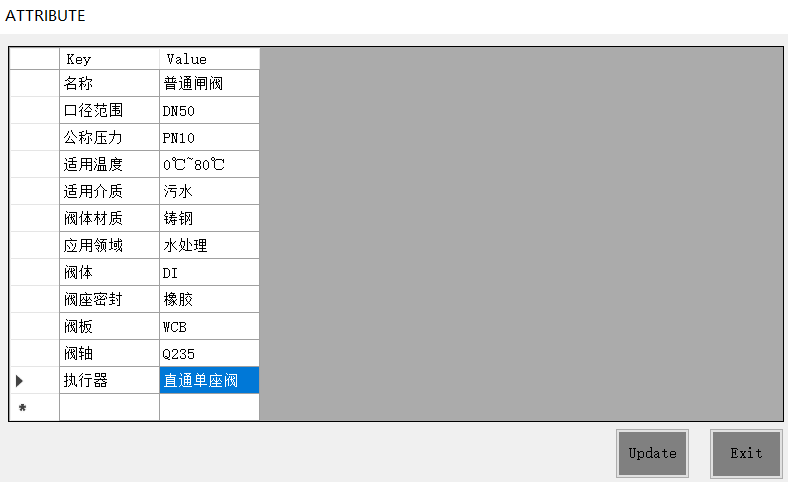 ATTRIBUTE
Key Value
名称 普通闸阀
口径范围 DN50
公称压力 PN10
适用温度 0℃~80℃
适用介质 污水
阀体材质 铸钢
应用领域 水处理
阀体 DI
阀座密封 橡胶
阀板 WCB
阀轴 Q235
执行器 直通单座阀
*
Update Exit